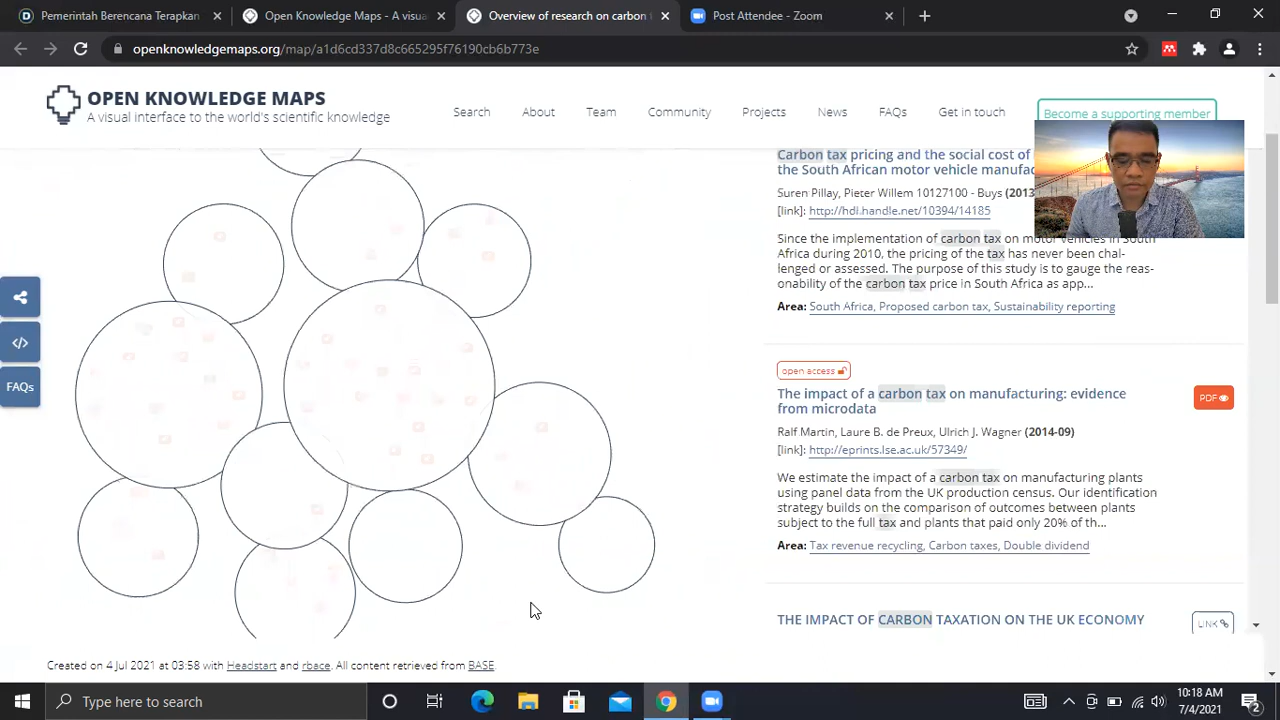 Pemerintah Berencana Terapkan
Open Knowledge Maps - A visua
Overview of research on carbon
Post Attendee - Zoom
openknowledgemaps.org/map/a1d6cd337d8c665295f76190cb6b773e
OPEN KNOWLEDGE MAPS
A visual interface to the world's scientific knowledge
Search
About
Team
Community
Projects
News
FAQs
Get in touch
Become a supporting member
FAQs
Carbon tax pricing and the social cost of
the South African motor vehicle manufac
Suren Pillay, Pieter Willem 10127100 - Buys (2013
[link]: http://hdl.handle.net/10394/14185
Since the implementation of carbon tax on motor vehicles in South
Africa during 2010, the pricing of the tax has never been chal-
lenged or assessed. The purpose of this study is to gauge the reas-
onability of the carbon tax price in South Africa as app...
Area: South Africa, Proposed carbon tax, Sustainability reporting
open access
The impact of a carbon tax on manufacturing: evidence
from microdata
PDF
Ralf Martin, Laure B. de Preux, Ulrich J. Wagner (2014-09)
[link]: http://eprints.lse.ac.uk/57349/
We estimate the impact of a carbon tax on manufacturing plants
using panel data from the UK production census. Our identification
strategy builds on the comparison of outcomes between plants
subject to the full tax and plants that paid only 20% of th...
Area: Tax revenue recycling, Carbon taxes, Double dividend
THE IMPACT OF CARBON TAXATION ON THE UK ECONOMY
LINK
Created on 4 Jul 2021 at 03:58 with Headstart and rbace. All content retrieved from BASE.
Type here to search
10:18 AM
7/4/2021
2